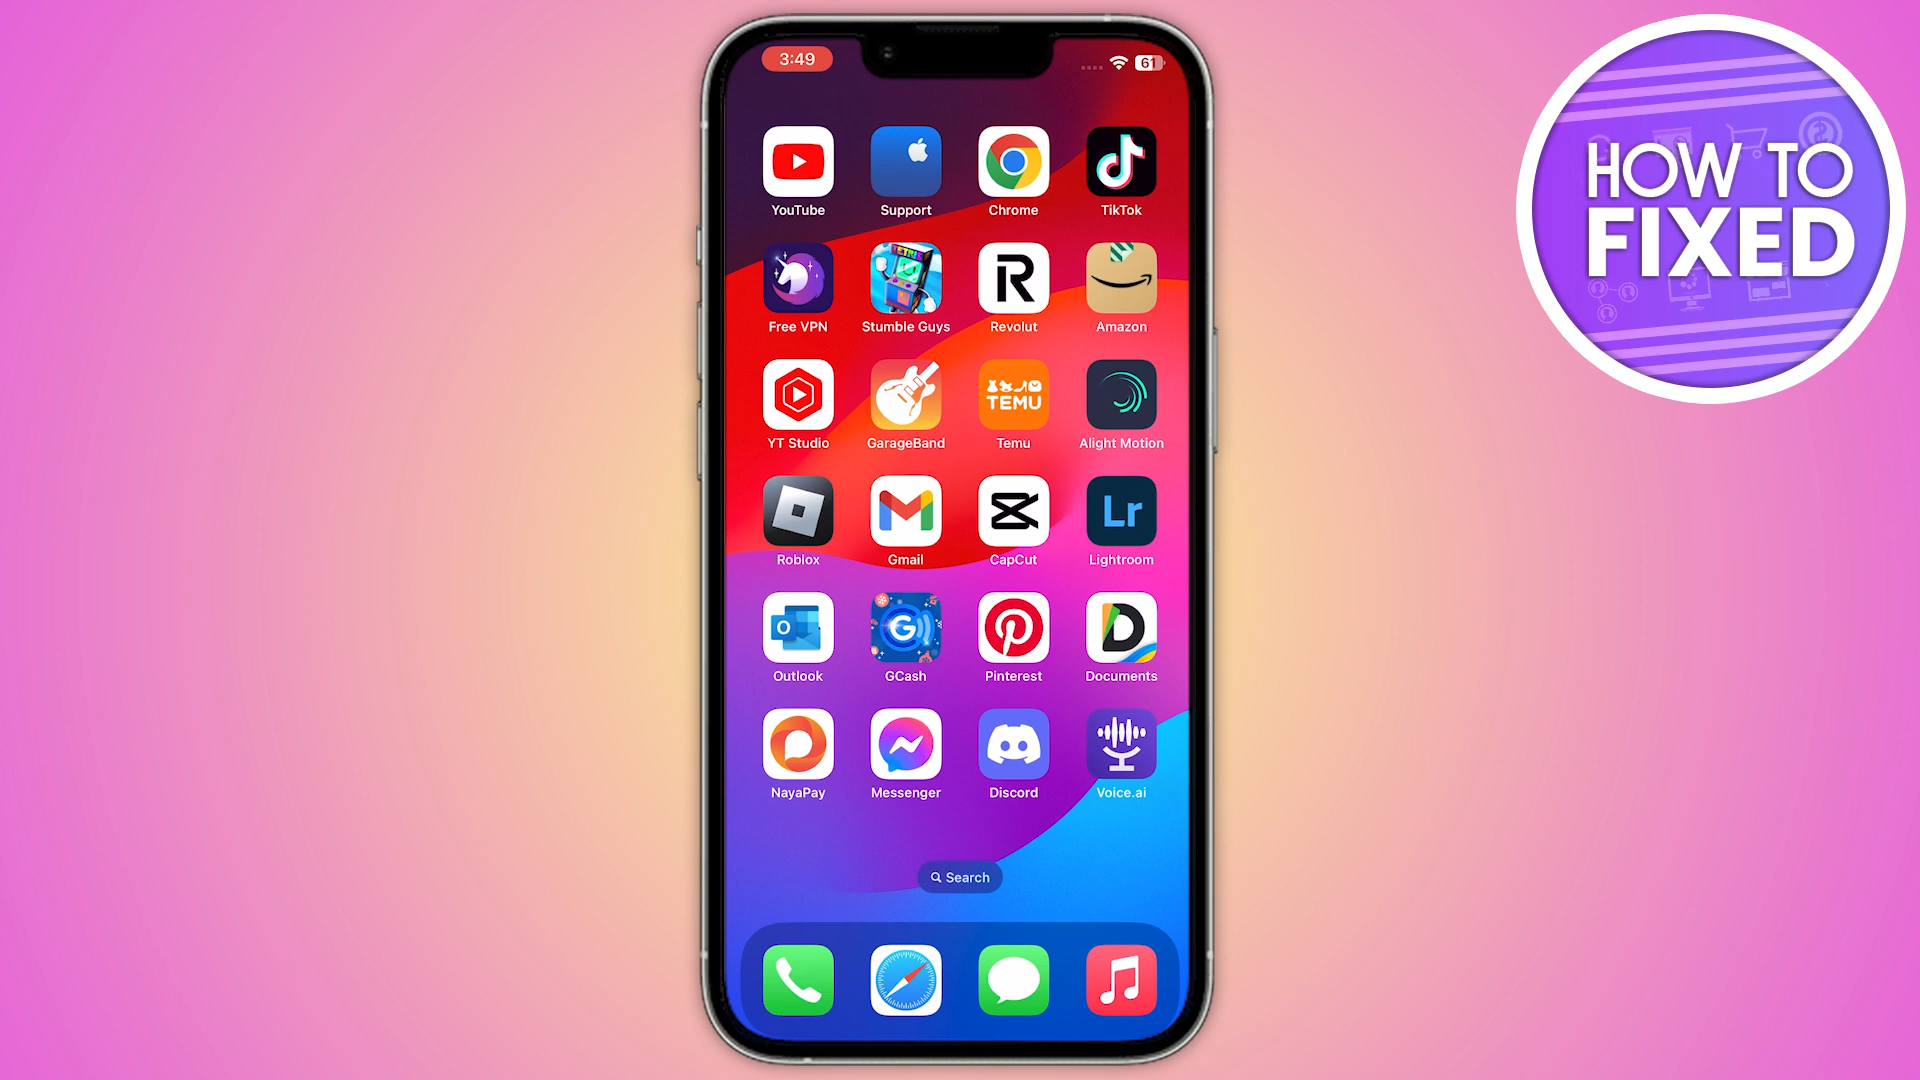 3:49
61
YouTube
Support
Chrome
TikTok
TETRIS
Free VPN
Stumble Guys
Revolut
Amazon
TEMU
YT Studio
GarageBand
Temu
Alight Motion
Lr
Roblox
Gmail
CapCut
Lightroom
Outlook
GCash
Pinterest
Documents
NayaPay
Messenger
Discord
Voice.ai
Search
HOW TO
FIXED